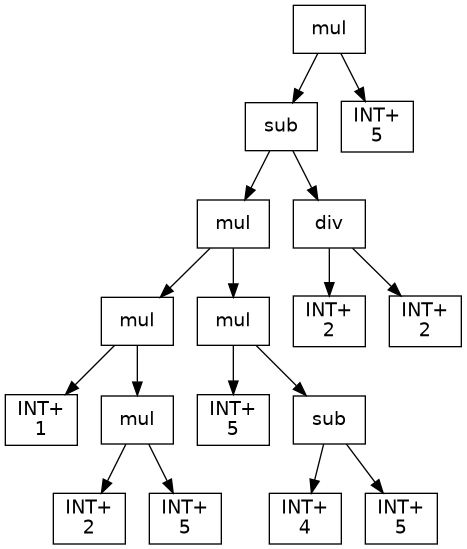 mul
sub
INT+
5
mul
div
mul
mul
INT+
2
INT+
2
INT+
1
mul
INT+
5
sub
INT+
2
INT+
5
INT+
4
INT+
5